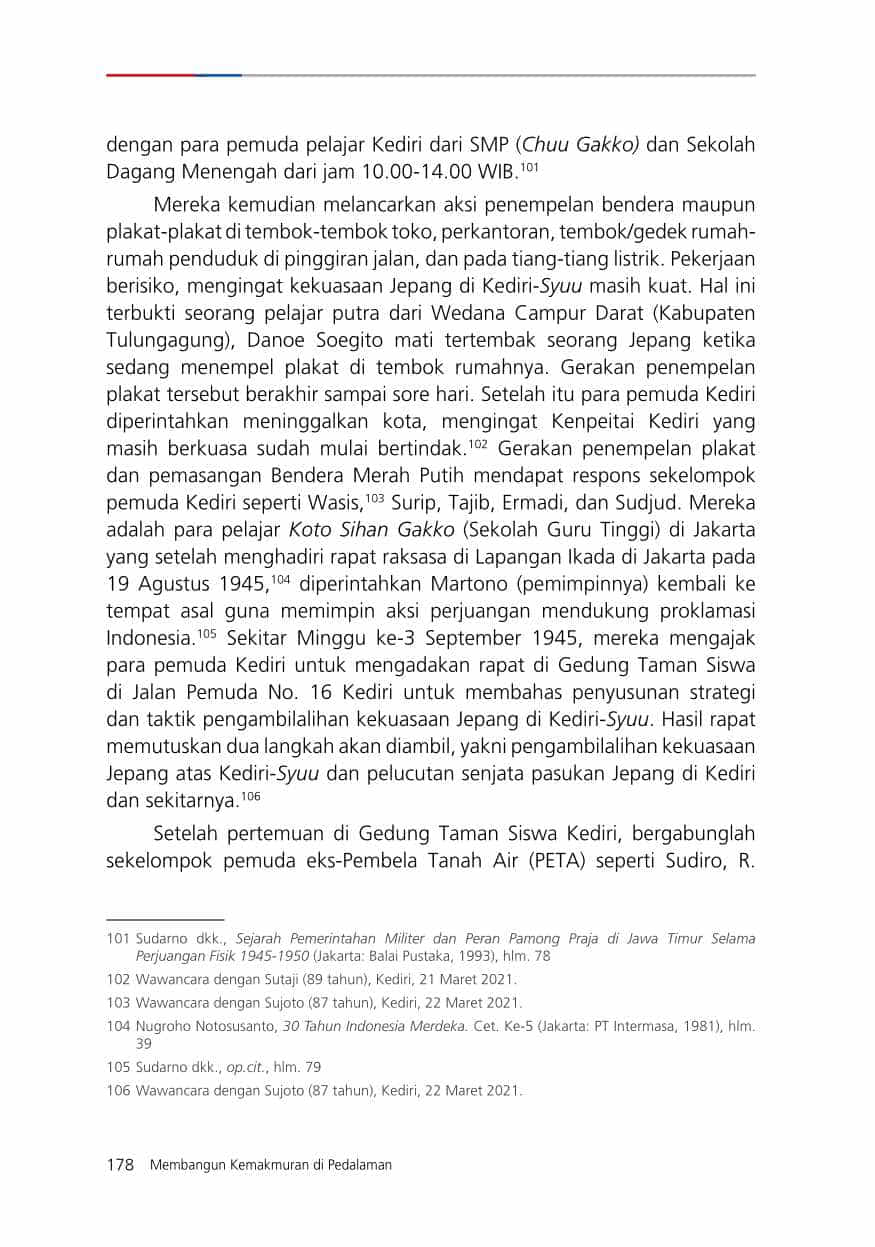 dengan para pemuda pelajar Kediri dari SMP (Chuu Gakko) dan Sekolah
Dagang Menengah dari jam 10.00-14.00 WIB.101
Mereka kemudian melancarkan aksi penempelan bendera maupun
plakat-plakat di tembok-tembok toko, perkantoran, tembok/gedek rumah-
rumah penduduk di pinggiran jalan, dan pada tiang-tiang listrik. Pekerjaan
berisiko, mengingat kekuasaan Jepang di Kediri-Syuu masih kuat. Hal ini
terbukti seorang pelajar putra dari Wedana Campur Darat (Kabupaten
Tulungagung), Danoe Soegito mati tertembak seorang Jepang ketika
sedang menempel plakat di tembok rumahnya. Gerakan penempelan
plakat tersebut berakhir sampai sore hari. Setelah itu para pemuda Kediri
diperintahkan meninggalkan kota, mengingat Kenpeitai Kediri yang
masih berkuasa sudah mulai bertindak.102 Gerakan penempelan plakat
dan pemasangan Bendera Merah Putih mendapat respons sekelompok
pemuda Kediri seperti Wasis,103 Surip, Tajib, Ermadi, dan Sudjud. Mereka
adalah para pelajar Koto Sihan Gakko (Sekolah Guru Tinggi) di Jakarta
yang setelah menghadiri rapat raksasa di Lapangan Ikada di Jakarta pada
19 Agustus 1945,104 diperintahkan Martono (pemimpinnya) kembali ke
tempat asal guna memimpin aksi perjuangan mendukung proklamasi
Indonesia.105 Sekitar Minggu ke-3 September 1945, mereka mengajak
para pemuda Kediri untuk mengadakan rapat di Gedung Taman Siswa
di Jalan Pemuda No. 16 Kediri untuk membahas penyusunan strategi
dan taktik pengambilalihan kekuasaan Jepang di Kediri-Syuu. Hasil rapat
memutuskan dua langkah akan diambil, yakni pengambilalihan kekuasaan
Jepang atas Kediri-Syuu dan pelucutan senjata pasukan Jepang di Kediri
dan sekitarnya.106
Setelah pertemuan di Gedung Taman Siswa Kediri, bergabunglah
sekelompok pemuda eks-Pembela Tanah Air (PETA) seperti Sudiro, R.
101 Sudarno dkk., Sejarah Pemerintahan Militer dan Peran Pamong Praja di Jawa Timur Selama
Perjuangan Fisik 1945-1950 (Jakarta: Balai Pustaka, 1993), hlm. 78
102 Wawancara dengan Sutaji (89 tahun), Kediri, 21 Maret 2021.
103 Wawancara dengan Sujoto (87 tahun), Kediri, 22 Maret 2021.
104 Nugroho Notosusanto, 30 Tahun Indonesia Merdeka. Cet. Ke-5 (Jakarta: PT Intermasa, 1981), hlm.
39
105 Sudarno dkk., op.cit., hlm. 79
106 Wawancara dengan Sujoto (87 tahun), Kediri, 22 Maret 2021.
178 Membangun Kemakmuran di Pedalaman